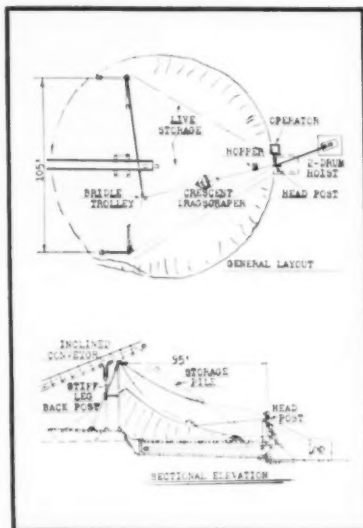 105'
LIVE
STORAGE
OPERATOR
HOPPER
2-DRUM
HOIST
BRIDLE
TROLLEY
CRESCENT
DRAGSCRAPER
HEAD POST
GENERAL LAYOUT
INCLINED
CONVEYOR
95'
STIFF-
LEG
BACK POST
STORAGE
PILE
HEAD
POST
SECTIONAL ELEVATION